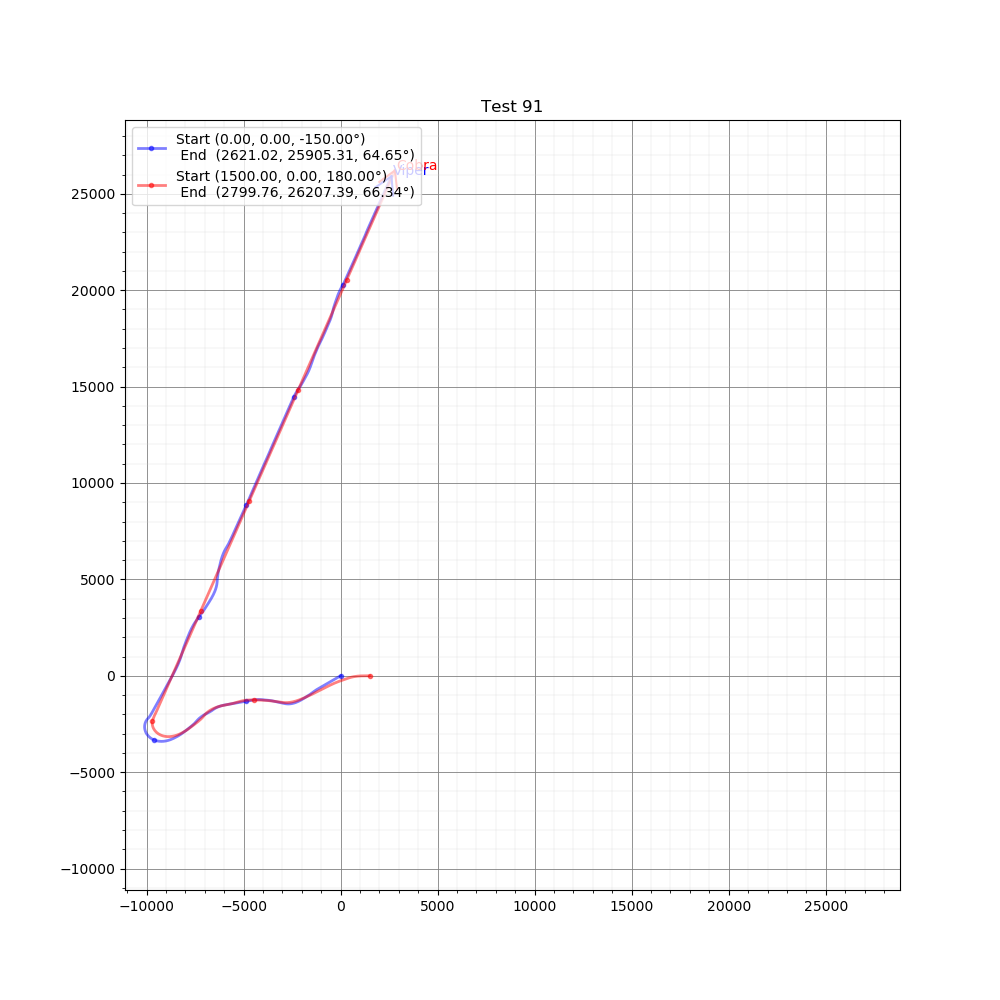 Test 91
Start (0.00, 0.00, -150.00°)
End (2621.02, 25905.31, 64.65°)
Start (1500.00, 0.00, 180.00°)
End (2799.76, 26207.39, 66.34°)
Cobra
Viper
25000
20000
15000
10000
5000
0
−5000
−10000
−10000 −5000 0 5000 10000 15000 20000 25000